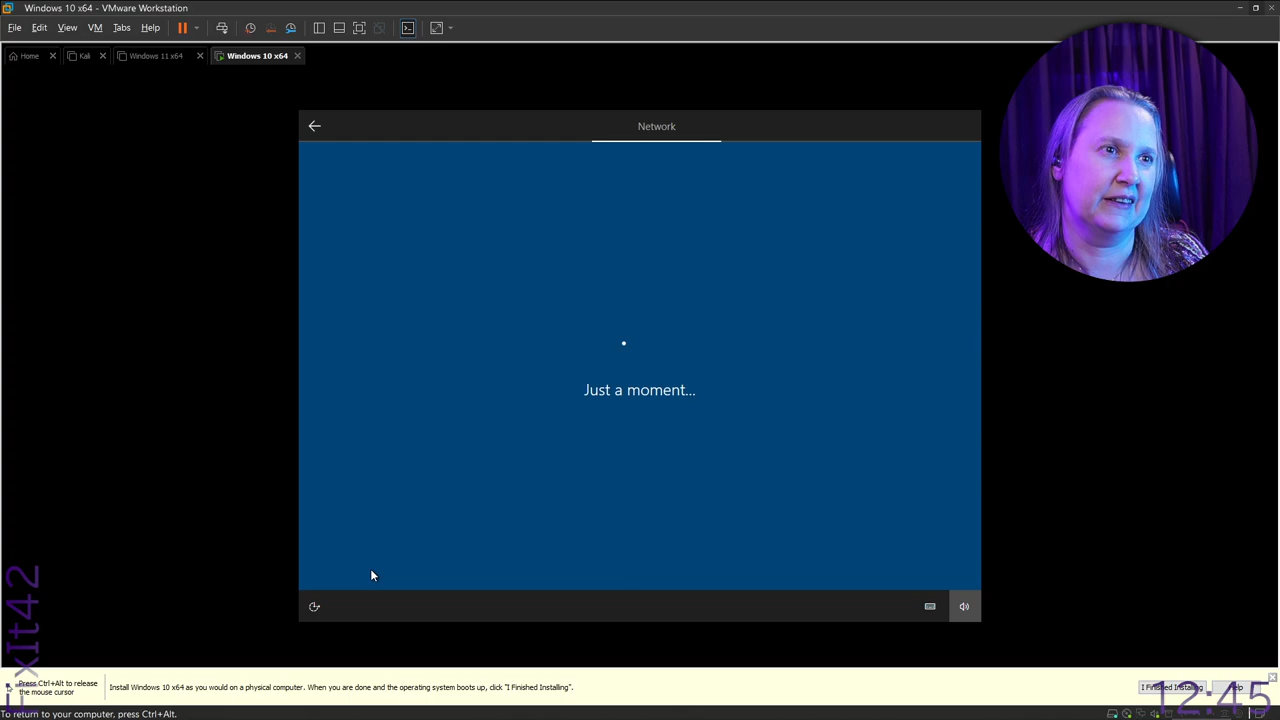 Windows 10 x64 - VMware Workstation
File Edit View VM Tabs Help
Home Kali Windows 11 x64 Windows 10 x64
Network
Just a moment...
Press Ctrl+Alt to release
the mouse cursor
Install Windows 10 x64 as you would on a physical computer. When you are done and the operating system boots up, click "I Finished Installing".
I Finished Installing Help
To return to your computer, press Ctrl+Alt.
ExIt42
12:45